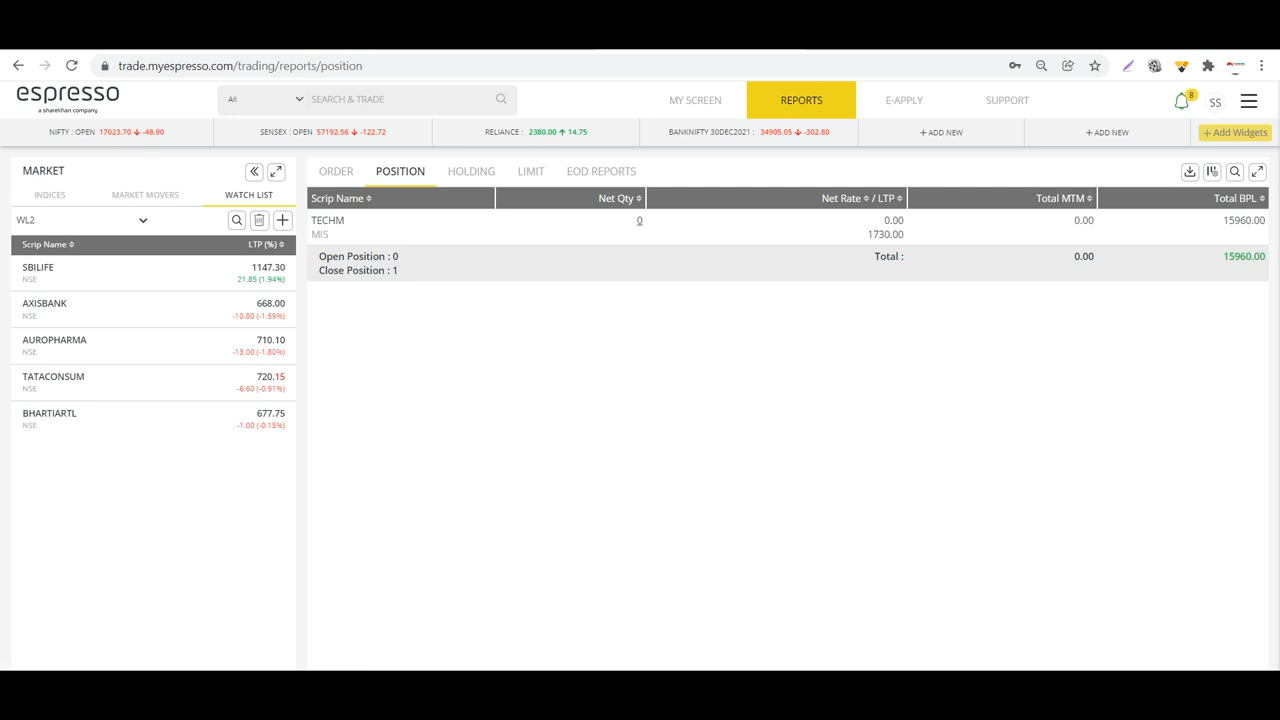 trade.myespresso.com/trading/reports/position
espresso
a sharekhan company
All
SEARCH & TRADE
MY SCREEN
REPORTS
E-APPLY
SUPPORT
8
SS
NIFTY : OPEN 17023.70 -48.90
SENSEX : OPEN 57192.56 -122.72
RELIANCE : 2380.00 14.75
BANKNIFTY 30DEC2021 : 34905.05 -302.80
+ ADD NEW
+ ADD NEW
+ Add Widgets
MARKET
INDICES
MARKET MOVERS
WATCH LIST
WL2
Scrip Name LTP (%)
SBILIFE 1147.30
NSE 21.85 (1.94%)
AXISBANK 668.00
NSE -10.80 (-1.59%)
AUROPHARMA 710.10
NSE -13.00 (-1.80%)
TATACONSUM 720.15
NSE -6.60 (-0.91%)
BHARTIARTL 677.75
NSE -1.00 (-0.15%)
ORDER POSITION HOLDING LIMIT EOD REPORTS
Scrip Name Net Qty Net Rate / LTP Total MTM Total BPL
TECHM 0 0.00 0.00 15960.00
MIS 1730.00
Open Position : 0 Total : 0.00 15960.00
Close Position : 1